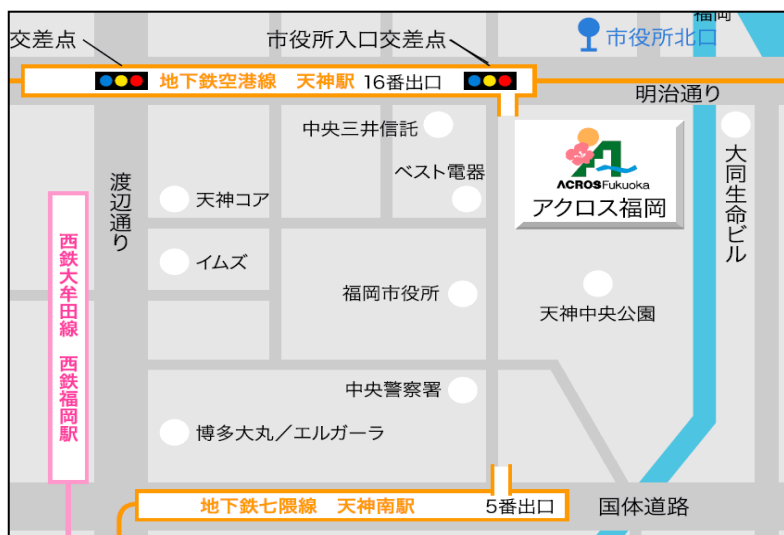 福岡
交差点
市役所入口交差点
市役所北口
地下鉄空港線 天神駅 16番出口
明治通り
中央三井信託
ベスト電器
ACROSFukuoka
アクロス福岡
大同生命ビル
渡辺通り
天神コア
イムズ
西鉄大牟田線 西鉄福岡駅
福岡市役所
天神中央公園
中央警察署
博多大丸/エルガーラ
地下鉄七隈線 天神南駅 5番出口
国体道路